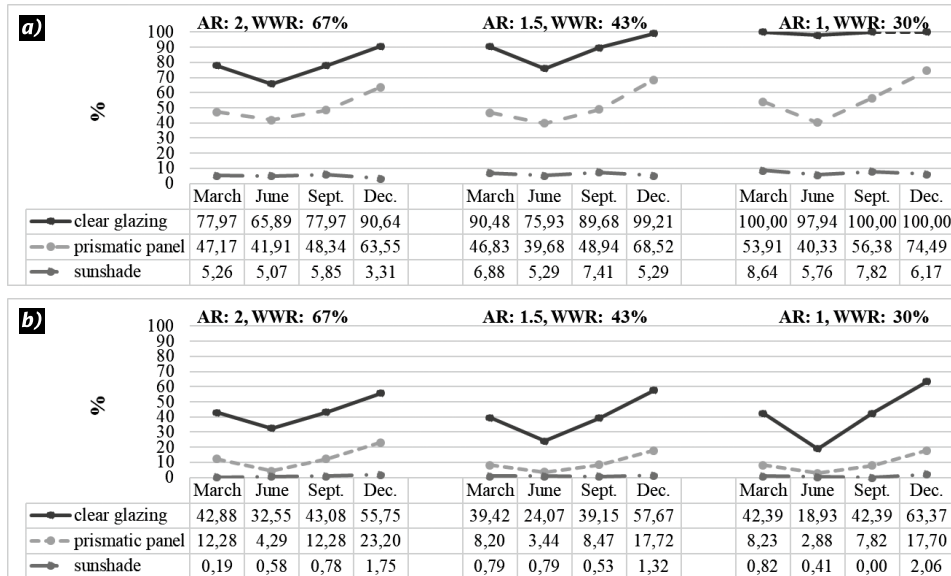 a)
AR: 2, WWR: 67% AR: 1.5, WWR: 43% AR: 1, WWR: 30%
100
90
80
70
60
50
40
30
20
10
0
%
March June Sept. Dec. March June Sept. Dec. March June Sept. Dec.
clear glazing 77,97 65,89 77,97 90,64 90,48 75,93 89,68 99,21 100,00 97,94 100,00 100,00
prismatic panel 47,17 41,91 48,34 63,55 46,83 39,68 48,94 68,52 53,91 40,33 56,38 74,49
sunshade 5,26 5,07 5,85 3,31 6,88 5,29 7,41 5,29 8,64 5,76 7,82 6,17
b)
AR: 2, WWR: 67% AR: 1.5, WWR: 43% AR: 1, WWR: 30%
100
90
80
70
60
50
40
30
20
10
0
%
March June Sept. Dec. March June Sept. Dec. March June Sept. Dec.
clear glazing 42,88 32,55 43,08 55,75 39,42 24,07 39,15 57,67 42,39 18,93 42,39 63,37
prismatic panel 12,28 4,29 12,28 23,20 8,20 3,44 8,47 17,72 8,23 2,88 7,82 17,70
sunshade 0,19 0,58 0,78 1,75 0,79 0,79 0,53 1,32 0,82 0,41 0,00 2,06